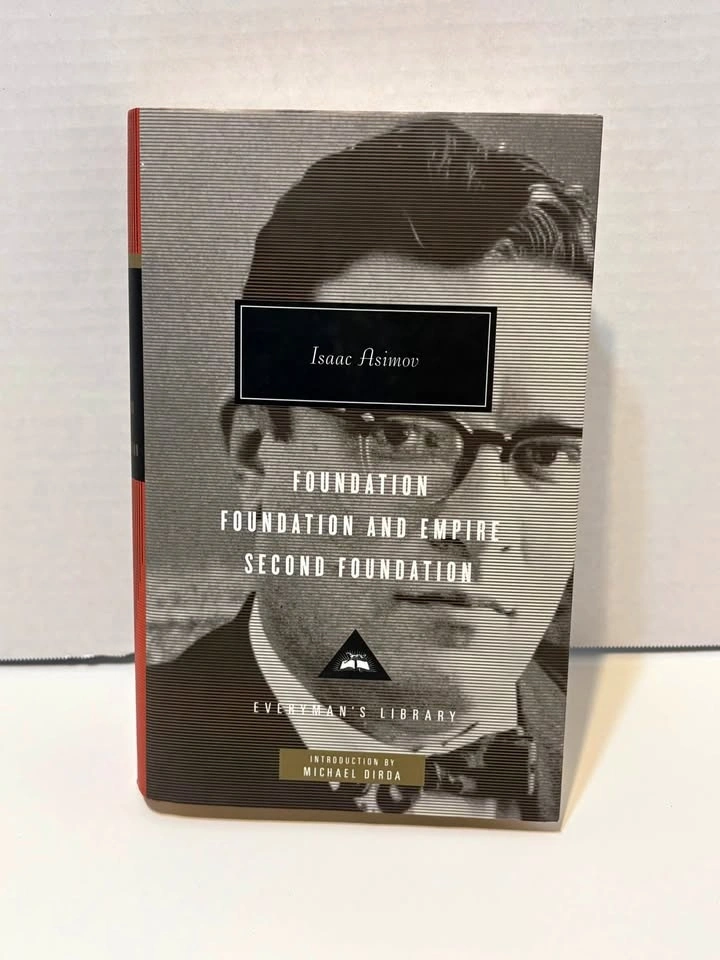 Isaac Asimov
FOUNDATION
FOUNDATION AND EMPIRE
SECOND FOUNDATION
EVERYMAN'S LIBRARY
INTRODUCTION BY
MICHAEL DIRDA